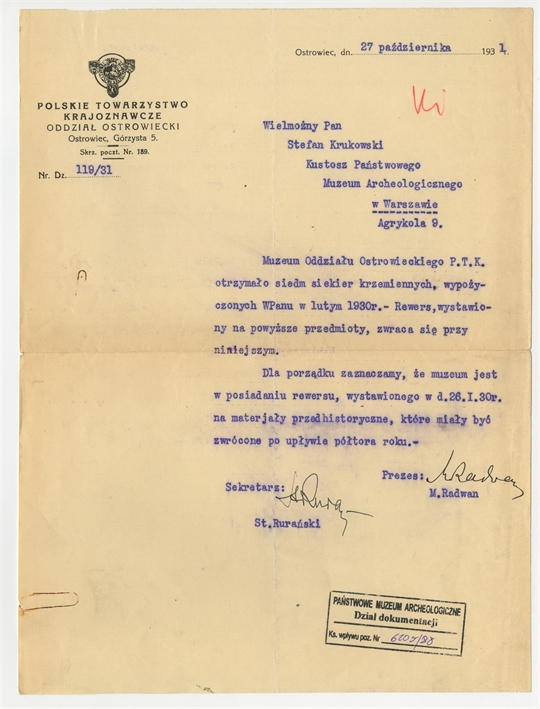 Ostrowiec, dn. 27 października 1931 r.
POLSKIE TOWARZYSTWO
KRAJOZNAWCZE
ODDZIAŁ OSTROWIECKI
Ostrowiec, Górzysta 5.
Skrz. poczt. Nr. 189.
Nr. Dz. 119/31
Wielmożny Pan
Stefan Krukowski
Kustosz Państwowego
Muzeum Archeologicznego
w Warszawie
Agrykola 9.
Muzeum Oddziału Ostrowieckiego P.T.K.
otrzymało siedm siekier krzemiennych, wypoży-
czonych WPanu w lutym 1930r.- Rewers,wystawio-
ny na powyższe przedmioty, zwraca się przy
niniejszym.
Dla porządku zaznaczamy, że muzeum jest
w posiadaniu rewersu, wystawionego w d.26.I.30r.
na materjały przedhistoryczne, które miały być
zwrócone po upływie półtora roku.-
Prezes: MRadwan
M.Radwan
Sekretarz: St Rurań
St.Rurański
PAŃSTWOWE MUZEUM ARCHEOLOGICZNE
Dział dokumentacji
Ks. wpływu poz. Nr